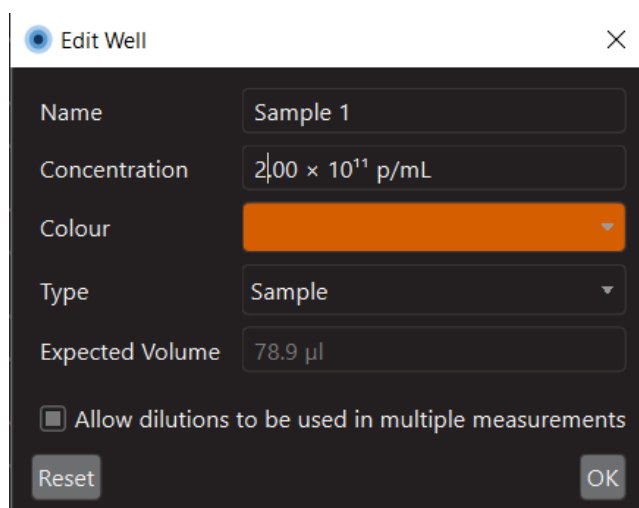 Edit Well
Name Sample 1
Concentration 2.00 × 10¹¹ p/mL
Colour
Type Sample
Expected Volume 78.9 µl
Allow dilutions to be used in multiple measurements
Reset OK